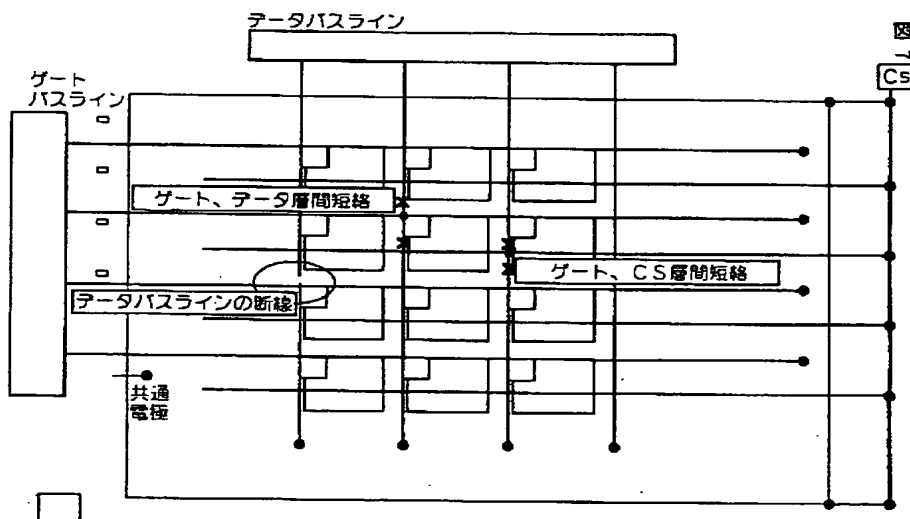 データバスライン
図7
Cs
ゲート
バスライン
ゲート、データ層間短絡
ゲート、CS層間短絡
データバスラインの断線
共通
電極